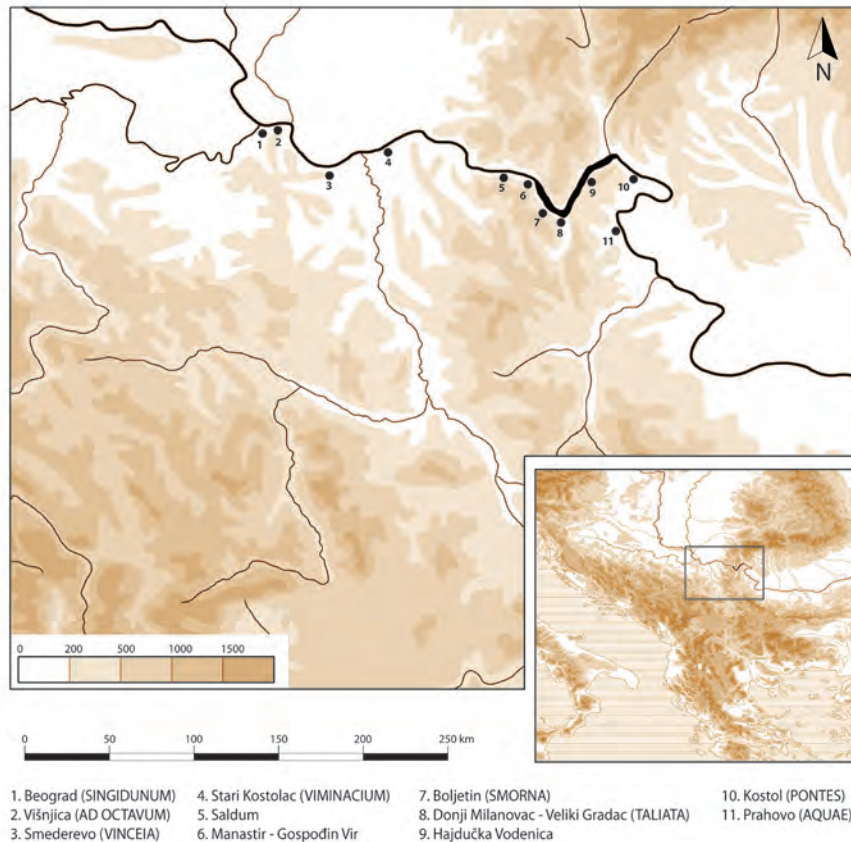 N
1
2
3
4
5
6
7
8
9
10
11
0 200 500 1000 1500
0 50 100 150 200 250 km
1. Beograd (SINGIDUNUM)
2. Višnjica (AD OCTAVUM)
3. Smederevo (VINCEIA)
4. Stari Kostolac (VIMINACIUM)
5. Saldum
6. Manastir - Gospođin Vir
7. Boljetin (SMORNA)
8. Donji Milanovac - Veliki Gradac (TALIATA)
9. Hajdučka Vodenica
10. Kostol (PONTES)
11. Prahovo (AQUAE)